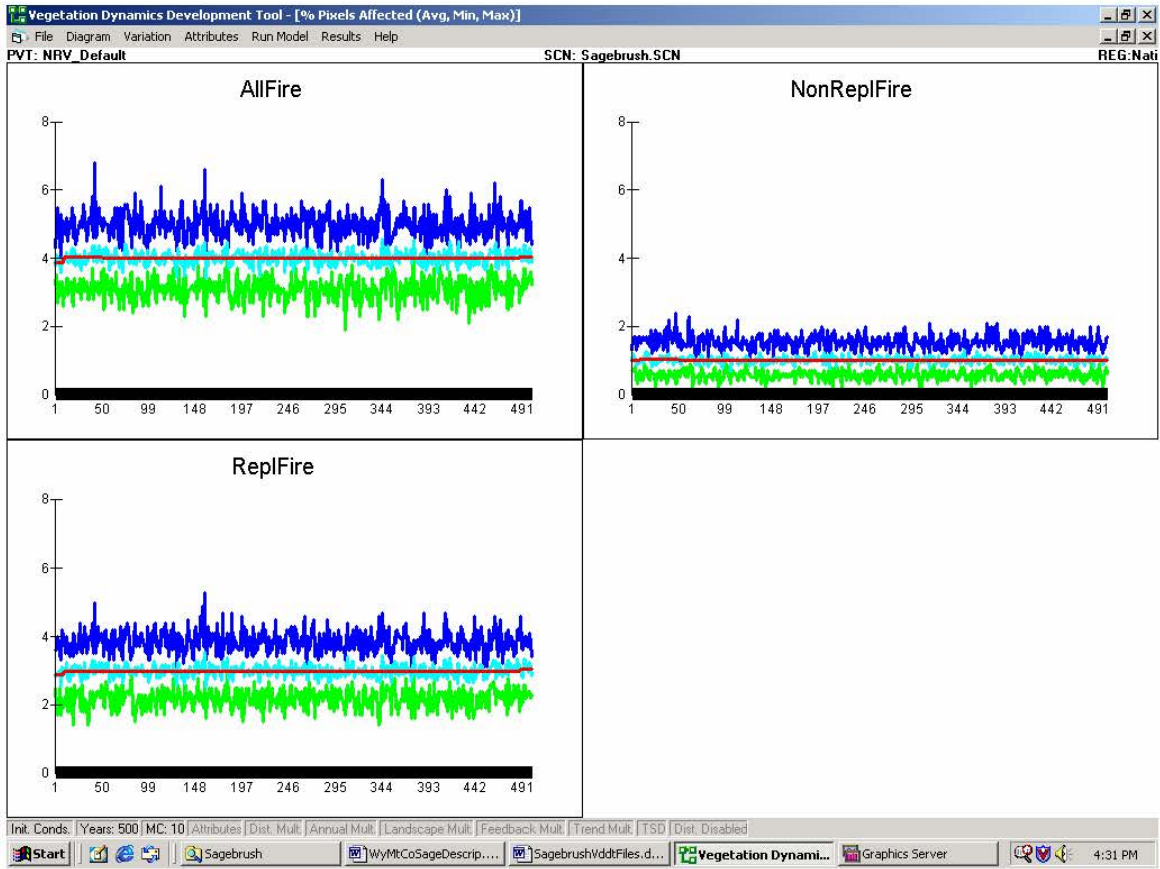 Vegetation Dynamics Development Tool - [% Pixels Affected (Avg, Min, Max)]
File Diagram Variation Attributes Run Model Results Help
PVT: NRV_Default SCN: Sagebrush.SCN REG:Nati
AllFire
8
6
4
2
0
1 50 99 148 197 246 295 344 393 442 491
NonReplFire
8
6
4
2
0
1 50 99 148 197 246 295 344 393 442 491
ReplFire
8
6
4
2
0
1 50 99 148 197 246 295 344 393 442 491
Init. Conds. Years: 500 MC: 10 Attributes Dist. Mult. Annual Mult. Landscape Mult. Feedback Mult. Trend Mult. TSD Dist. Disabled
Start Sagebrush WyMtCoSageDescrip.... SagebrushVddtFiles.d... Vegetation Dynami... Graphics Server 4:31 PM